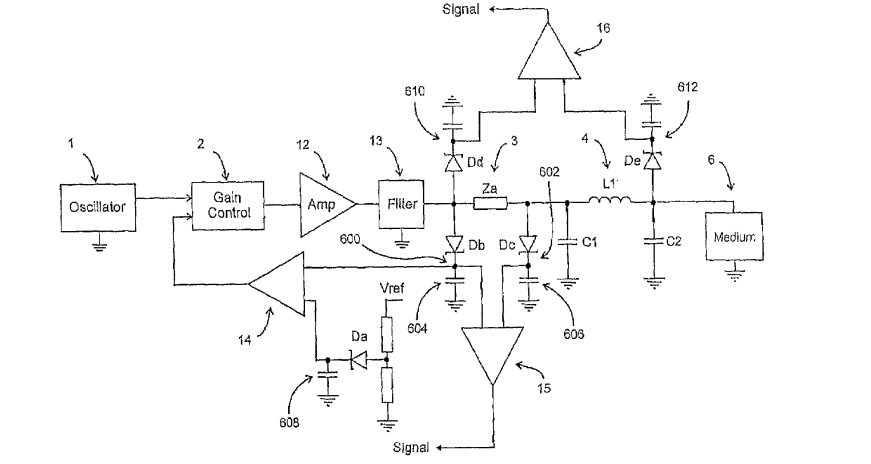 Signal
16
610
612
1
2
12
13
3
4
6
Dd
De
Za
L1'
602
Oscillator
Gain
Control
Amp
Filter
Medium
600
Db
Dc
C1
C2
14
Vref
Da
604
606
15
608
Signal